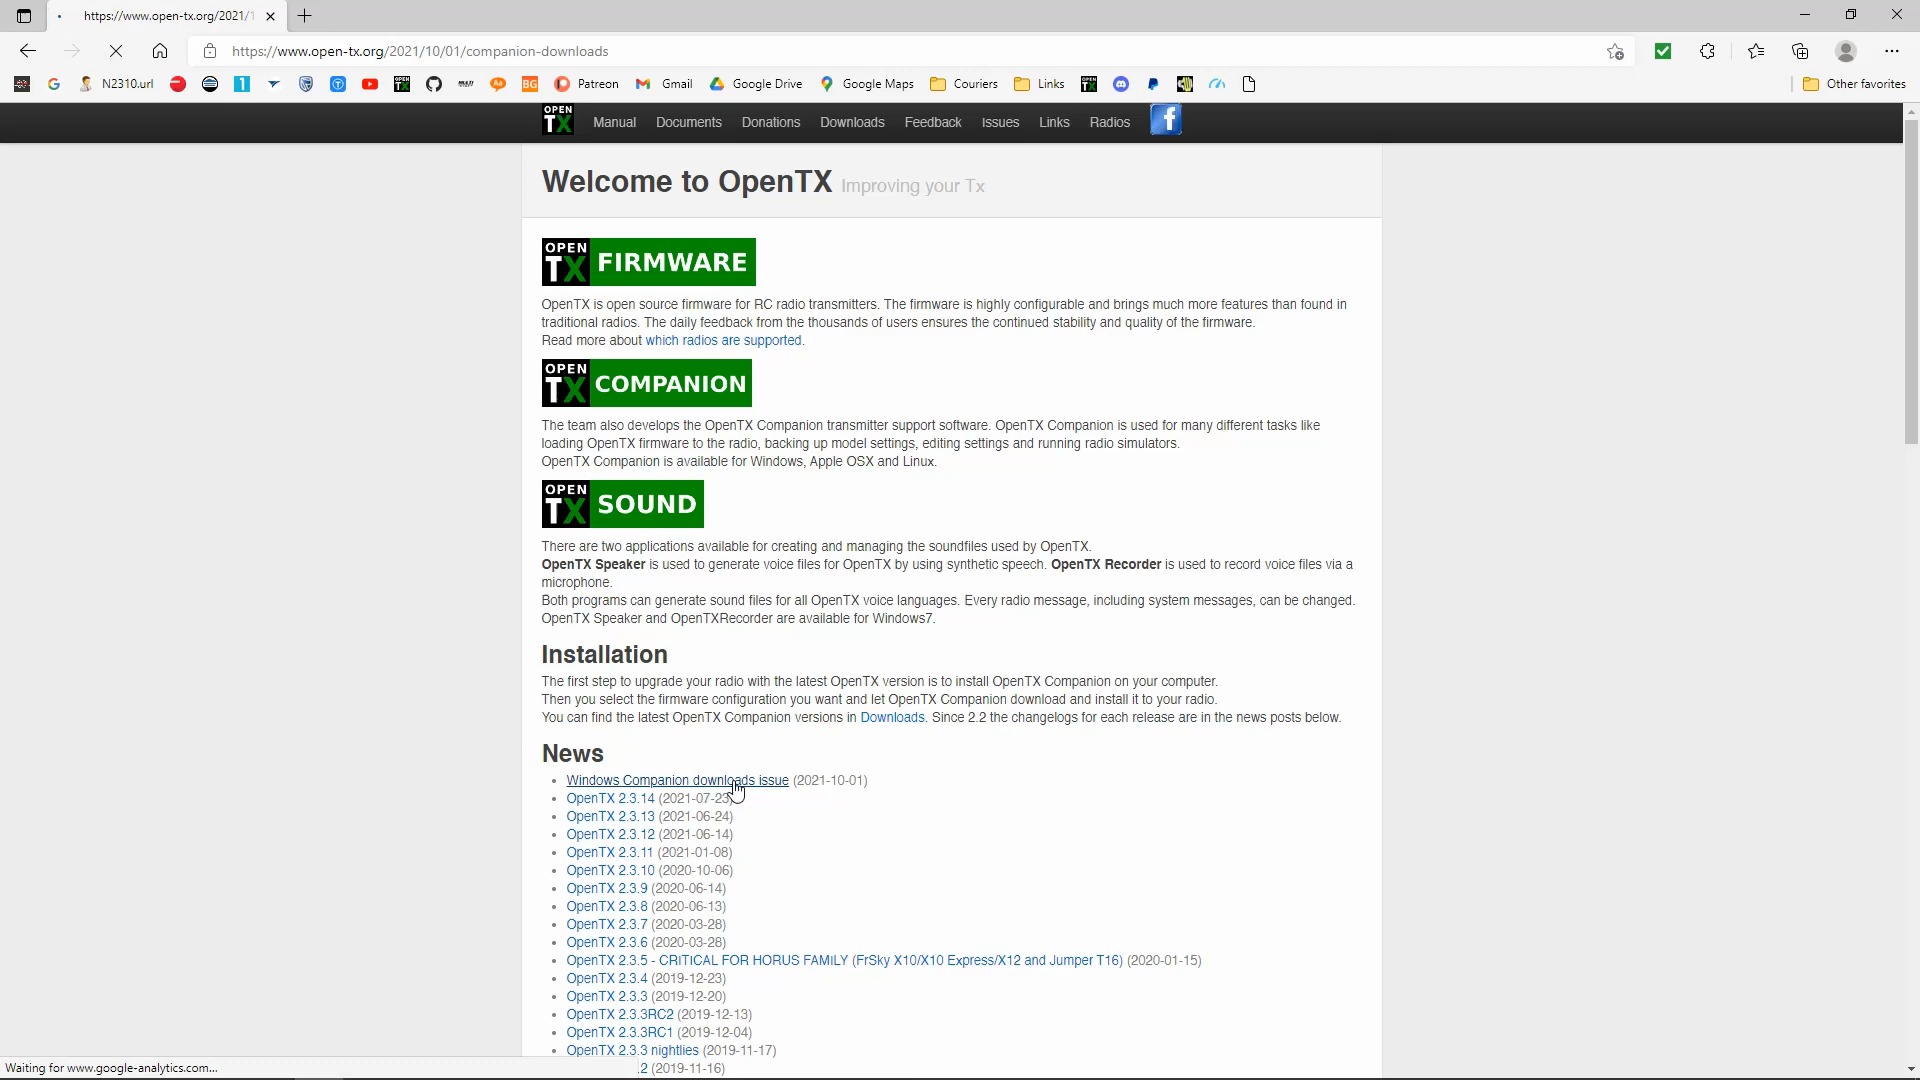 https://www.open-tx.org/2021/1
https://www.open-tx.org/2021/10/01/companion-downloads
N2310.url
Patreon
Gmail
Google Drive
Google Maps
Couriers
Links
Other favorites
OPEN TX
Manual Documents Donations Downloads Feedback Issues Links Radios
Welcome to OpenTX Improving your Tx
OPEN TX FIRMWARE
OpenTX is open source firmware for RC radio transmitters. The firmware is highly configurable and brings much more features than found in
traditional radios. The daily feedback from the thousands of users ensures the continued stability and quality of the firmware.
Read more about which radios are supported.
OPEN TX COMPANION
The team also develops the OpenTX Companion transmitter support software. OpenTX Companion is used for many different tasks like
loading OpenTX firmware to the radio, backing up model settings, editing settings and running radio simulators.
OpenTX Companion is available for Windows, Apple OSX and Linux.
OPEN TX SOUND
There are two applications available for creating and managing the soundfiles used by OpenTX.
OpenTX Speaker is used to generate voice files for OpenTX by using synthetic speech. OpenTX Recorder is used to record voice files via a
microphone.
Both programs can generate sound files for all OpenTX voice languages. Every radio message, including system messages, can be changed.
OpenTX Speaker and OpenTXRecorder are available for Windows7.
Installation
The first step to upgrade your radio with the latest OpenTX version is to install OpenTX Companion on your computer.
Then you select the firmware configuration you want and let OpenTX Companion download and install it to your radio.
You can find the latest OpenTX Companion versions in Downloads. Since 2.2 the changelogs for each release are in the news posts below.
News
• Windows Companion downloads issue (2021-10-01)
• OpenTX 2.3.14 (2021-07-23)
• OpenTX 2.3.13 (2021-06-24)
• OpenTX 2.3.12 (2021-06-14)
• OpenTX 2.3.11 (2021-01-08)
• OpenTX 2.3.10 (2020-10-06)
• OpenTX 2.3.9 (2020-06-14)
• OpenTX 2.3.8 (2020-06-13)
• OpenTX 2.3.7 (2020-03-28)
• OpenTX 2.3.6 (2020-03-28)
• OpenTX 2.3.5 - CRITICAL FOR HORUS FAMILY (FrSky X10/X10 Express/X12 and Jumper T16) (2020-01-15)
• OpenTX 2.3.4 (2019-12-23)
• OpenTX 2.3.3 (2019-12-20)
• OpenTX 2.3.3RC2 (2019-12-13)
• OpenTX 2.3.3RC1 (2019-12-04)
• OpenTX 2.3.3 nightlies (2019-11-17)
.2 (2019-11-16)
Waiting for www.google-analytics.com...